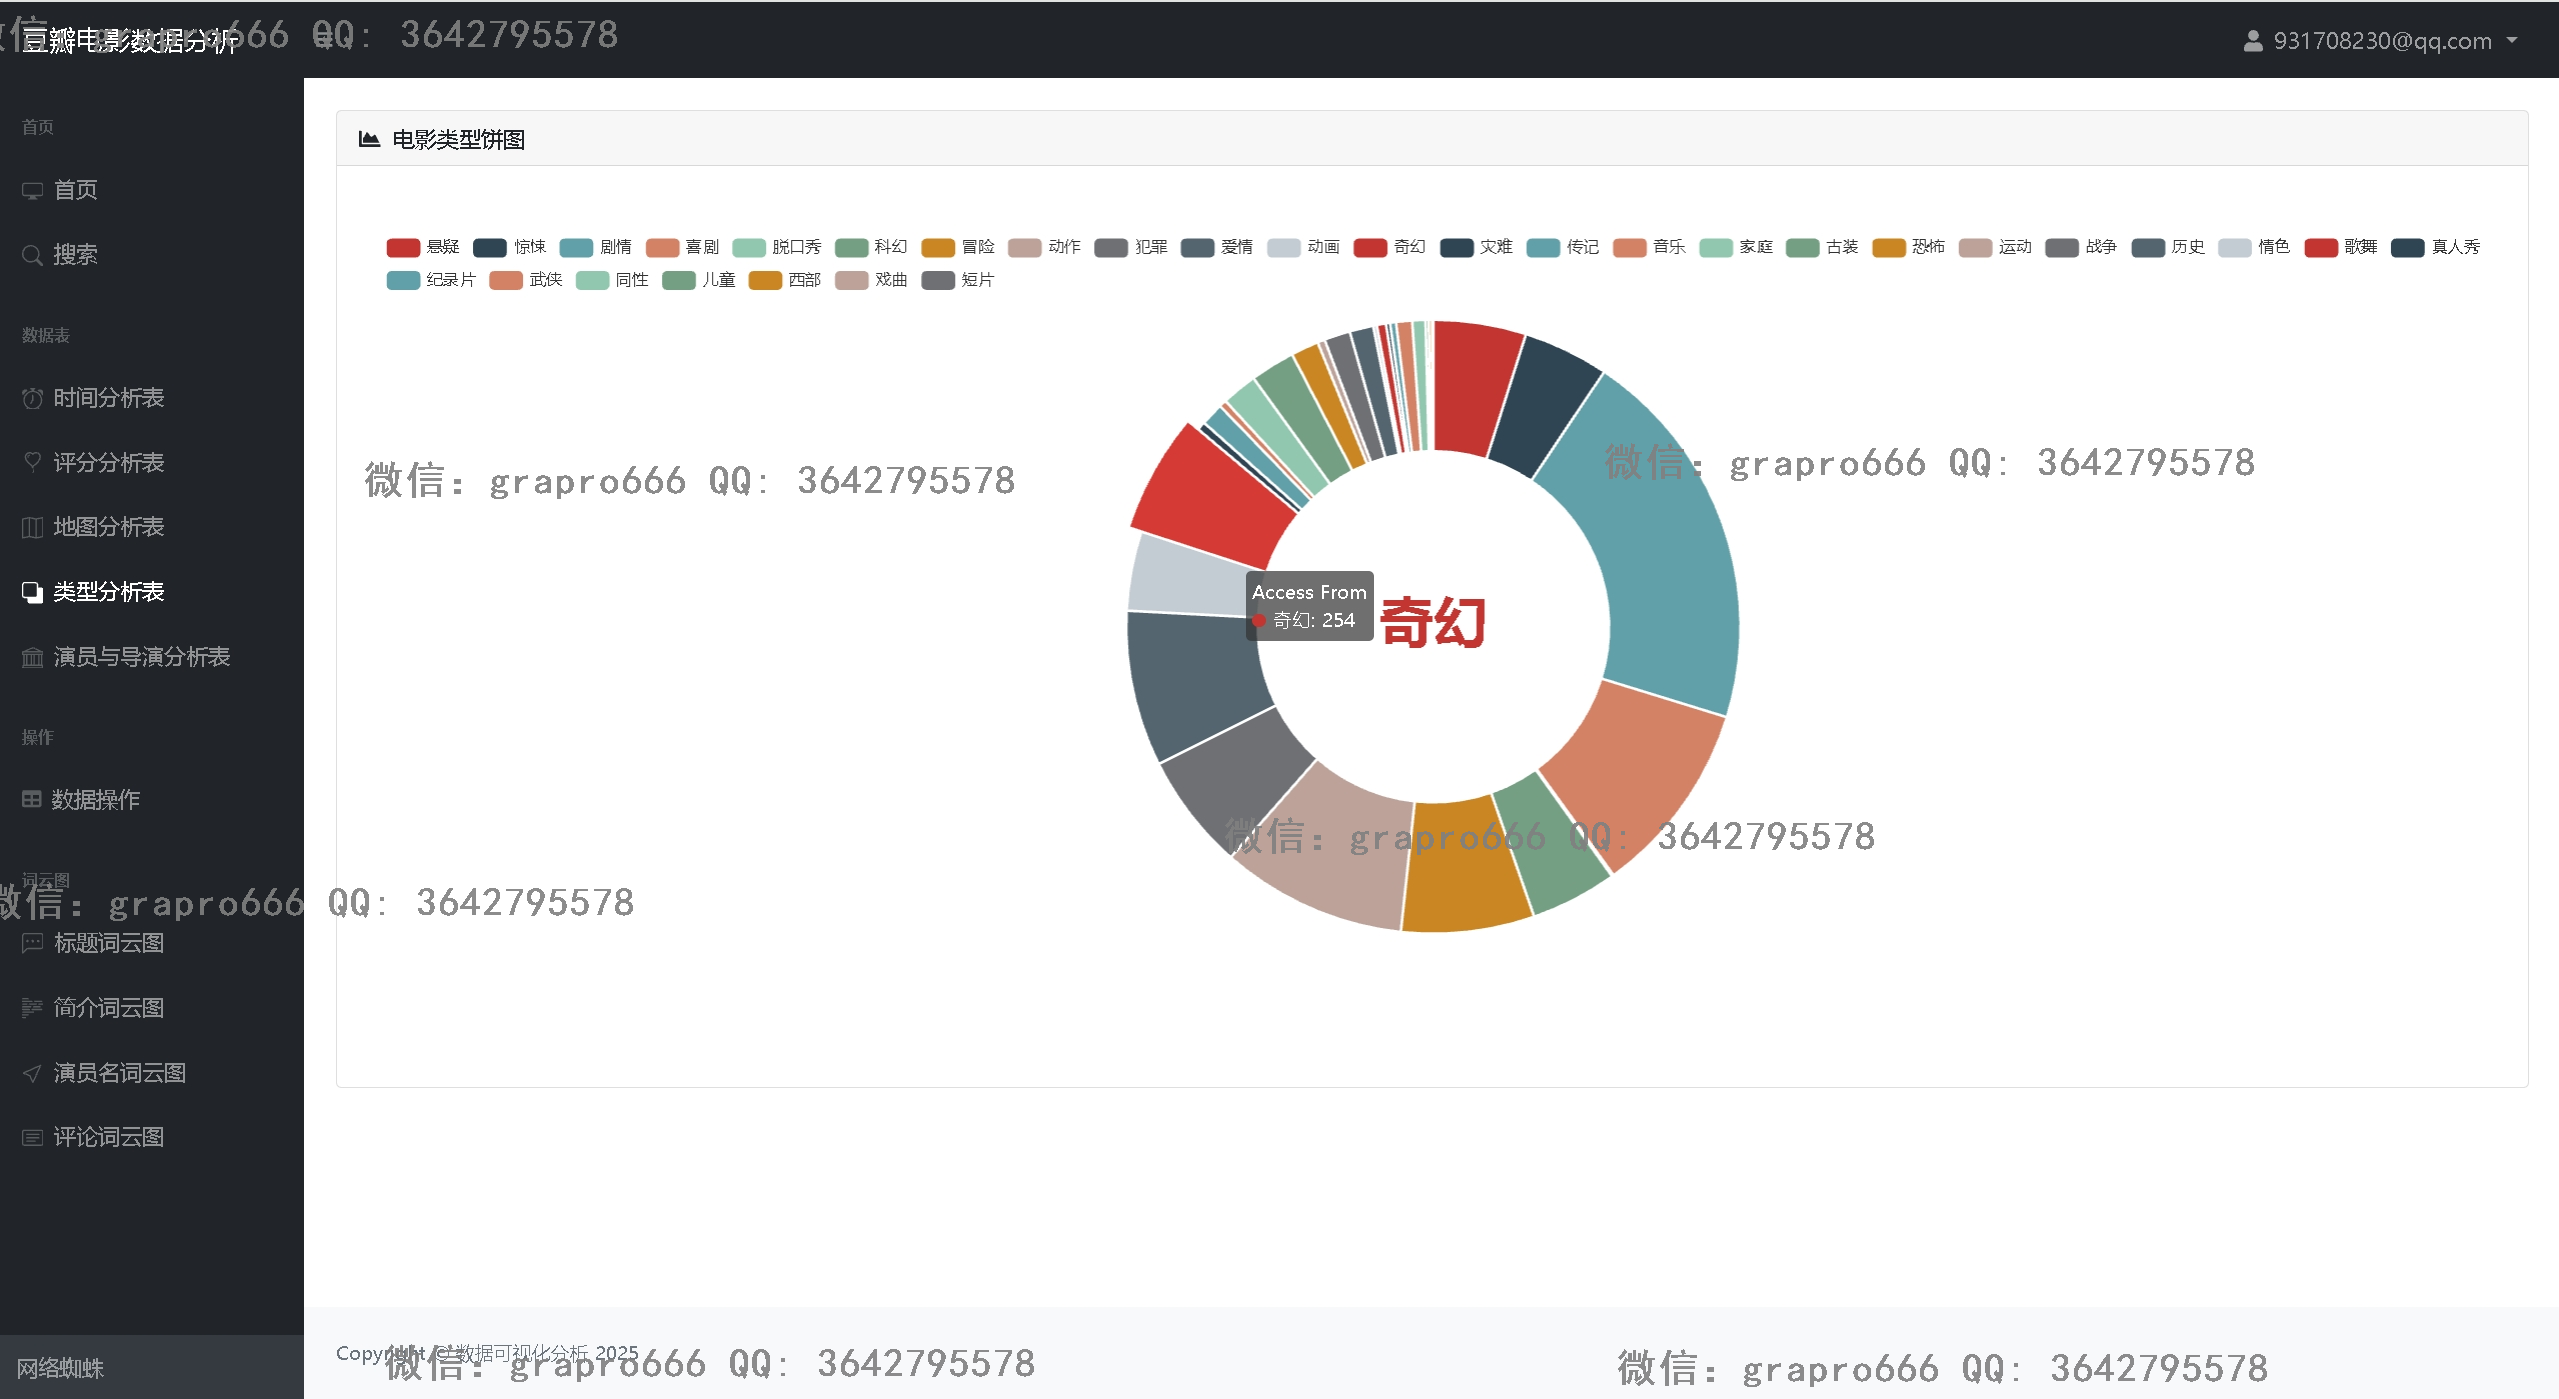 豆瓣电影数据分析
微信: grapro666 QQ: 3642795578
931708230@qq.com
首页
首页
搜索
数据表
时间分析表
评分分析表
地图分析表
类型分析表
演员与导演分析表
操作
数据操作
词云图
微信: grapro666 QQ: 3642795578
标题词云图
简介词云图
演员名词云图
评论词云图
网络蜘蛛
电影类型饼图
悬疑 惊悚 剧情 喜剧 脱口秀 科幻 冒险 动作 犯罪 爱情 动画 奇幻 灾难 传记 音乐 家庭 古装 恐怖 运动 战争 历史 情色 歌舞 真人秀
纪录片 武侠 同性 儿童 西部 戏曲 短片
微信: grapro666 QQ: 3642795578
微信: grapro666 QQ: 3642795578
Access From
奇幻: 254
奇幻
微信: grapro666 QQ: 3642795578
Copyright © 数据可视化分析 2025
微信: grapro666 QQ: 3642795578
微信: grapro666 QQ: 3642795578